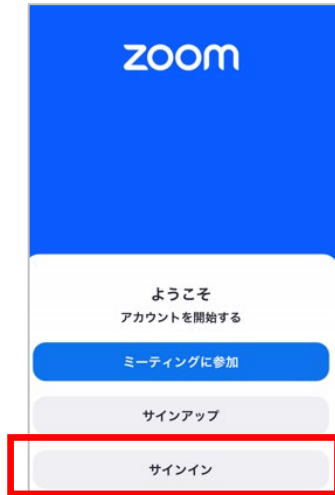 zoom
ようこそ
アカウントを開始する
ミーティングに参加
サインアップ
サインイン